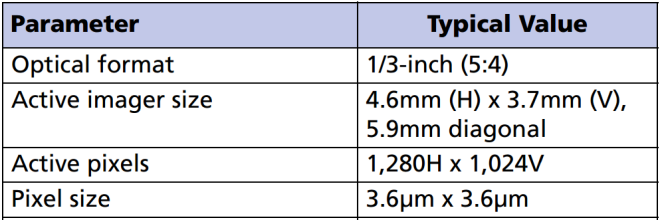 Parameter Typical Value
Optical format 1/3-inch (5:4)
Active imager size 4.6mm (H) x 3.7mm (V),
5.9mm diagonal
Active pixels 1,280H x 1,024V
Pixel size 3.6µm x 3.6µm